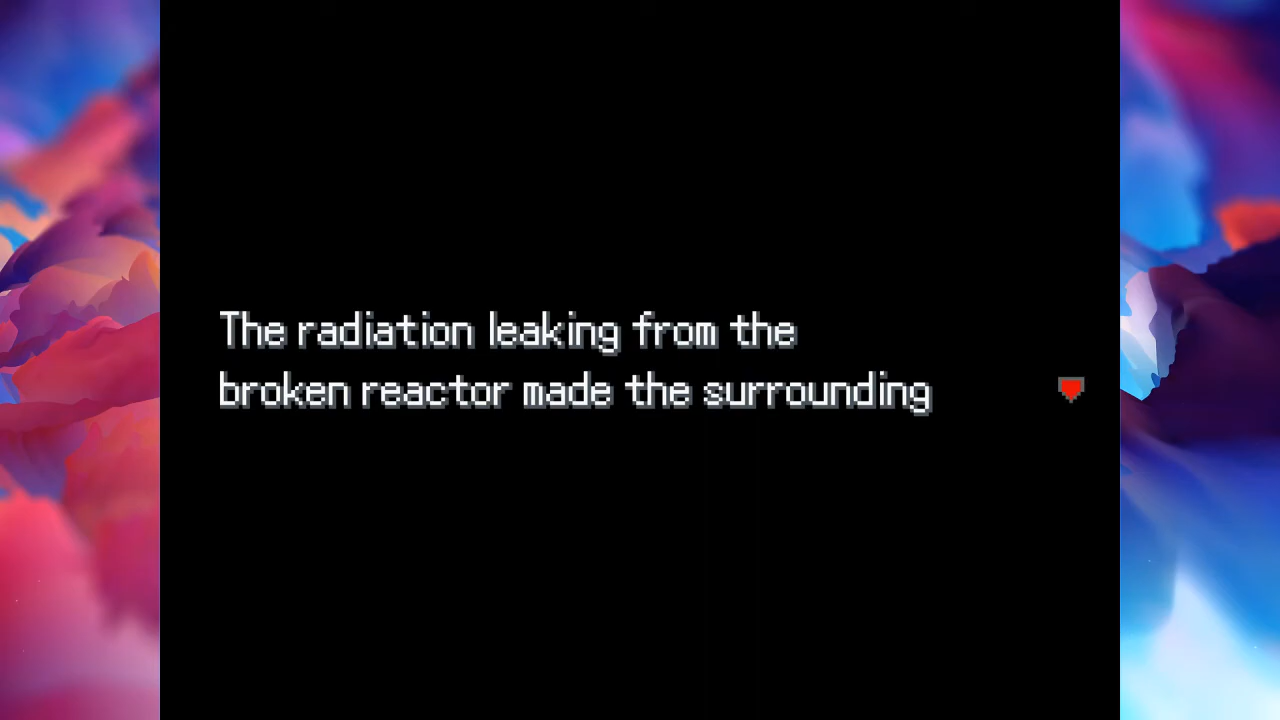 The radiation leaking from the
broken reactor made the surrounding